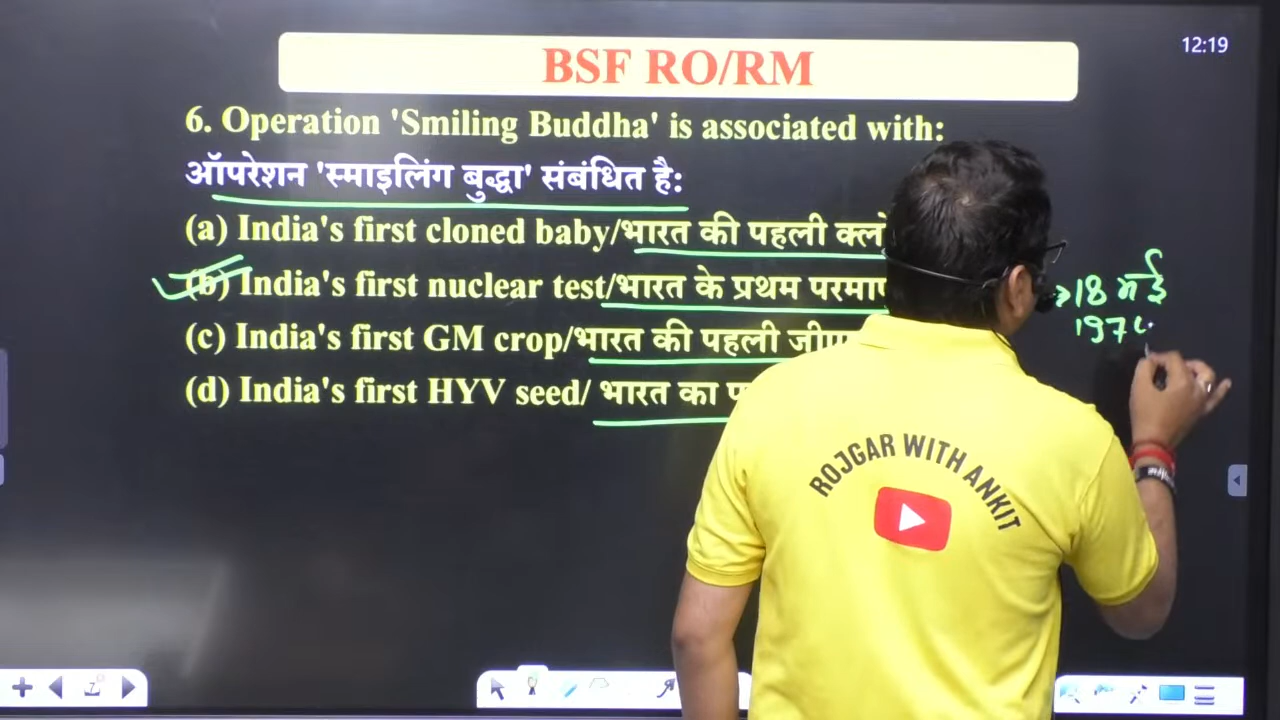 12:19
BSF RO/RM
6. Operation 'Smiling Buddha' is associated with:
ऑपरेशन 'स्माइलिंग बुद्धा' संबंधित है:
(a) India's first cloned baby/भारत की पहली
(b) India's first nuclear test/भारत के प्रथम
(c) India's first GM crop/भारत की पहली
(d) India's first HYV seed/ भारत का
18 मई
ROJGAR WITH ANKIT